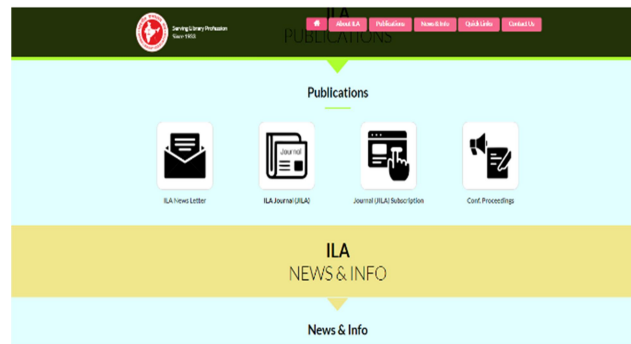 ILA
PUBLICATIONS
Serving Library Profession
Since 1933
About ILA Publications News & Info Quick Links Contact Us
Publications
Journal
ILA News Letter
ILA Journal (JILA)
Journal (JILA) Subscription
Conf. Proceedings
ILA
NEWS & INFO
News & Info